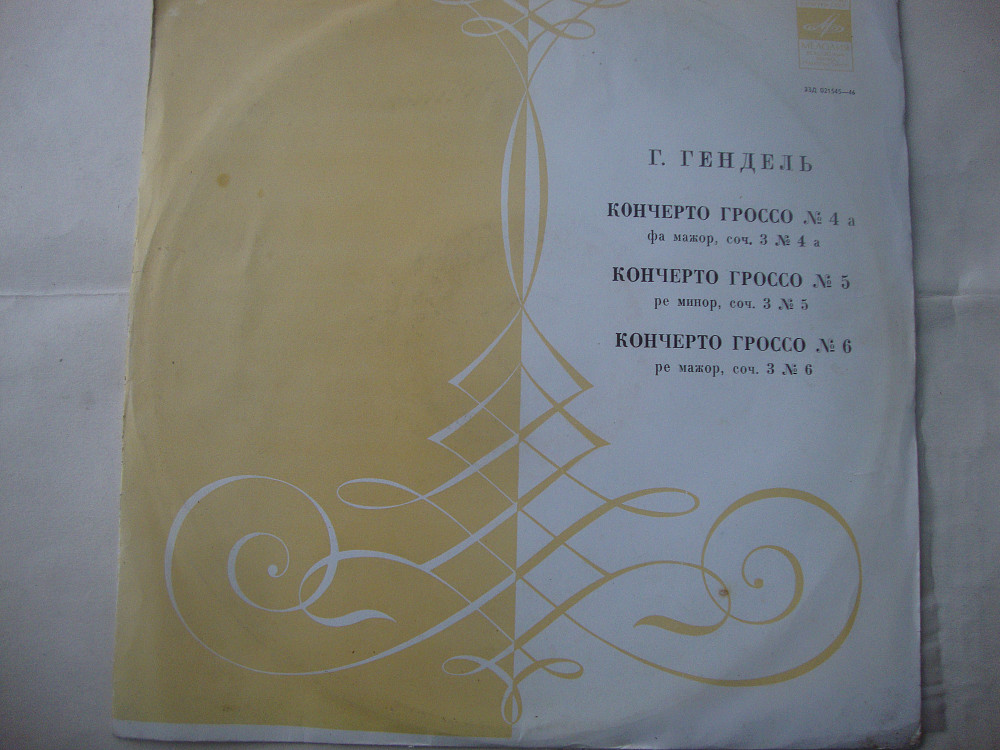 Г. ГЕНДЕЛЬ
КОНЧЕРТО ГРОССО № 4 а
фа мажор, соч. 3 № 4 а
КОНЧЕРТО ГРОССО № 5
ре минор, соч. 3 № 5
КОНЧЕРТО ГРОССО № 6
ре мажор, соч. 3 № 6